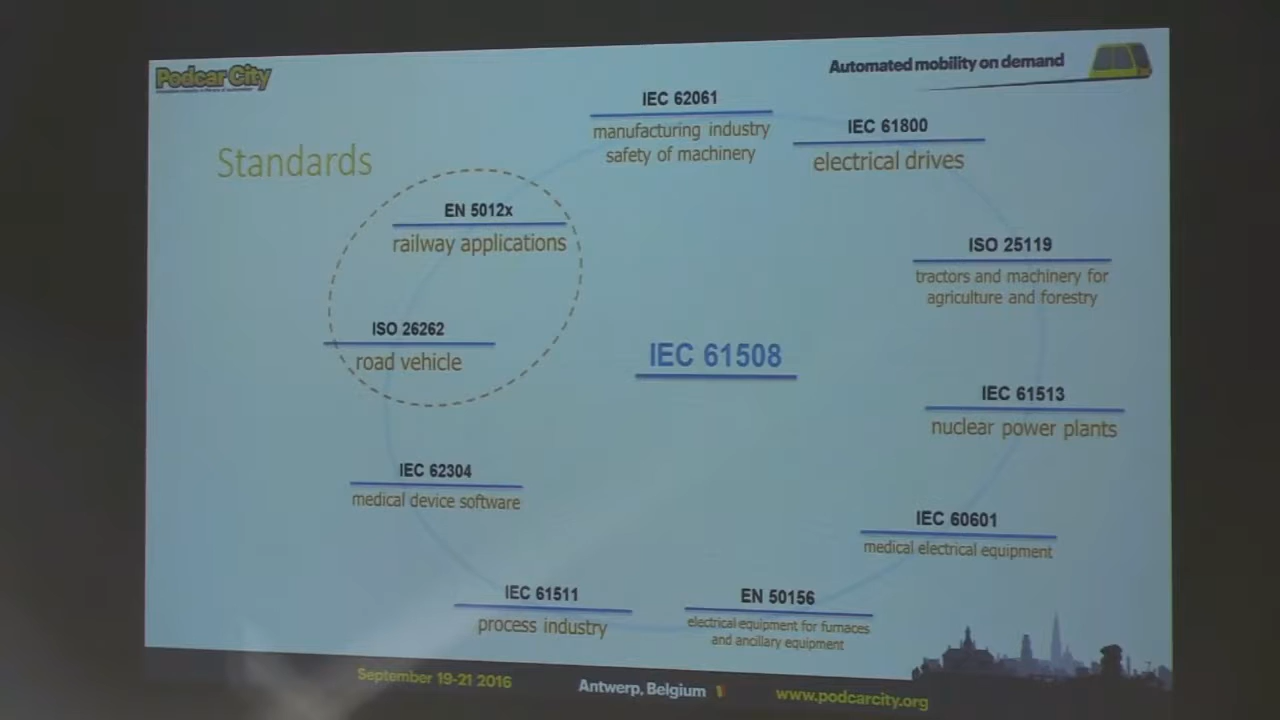 Podcar City
Automated mobility on demand
Standards
IEC 62061
manufacturing industry
safety of machinery
IEC 61800
electrical drives
EN 5012x
railway applications
ISO 25119
tractors and machinery for
agriculture and forestry
ISO 26262
road vehicle
IEC 61508
IEC 61513
nuclear power plants
IEC 62304
medical device software
IEC 60601
medical electrical equipment
IEC 61511
process industry
EN 50156
electrical equipment for furnaces
and ancillary equipment
September 19-21 2016
Antwerp, Belgium
www.podcarcity.org